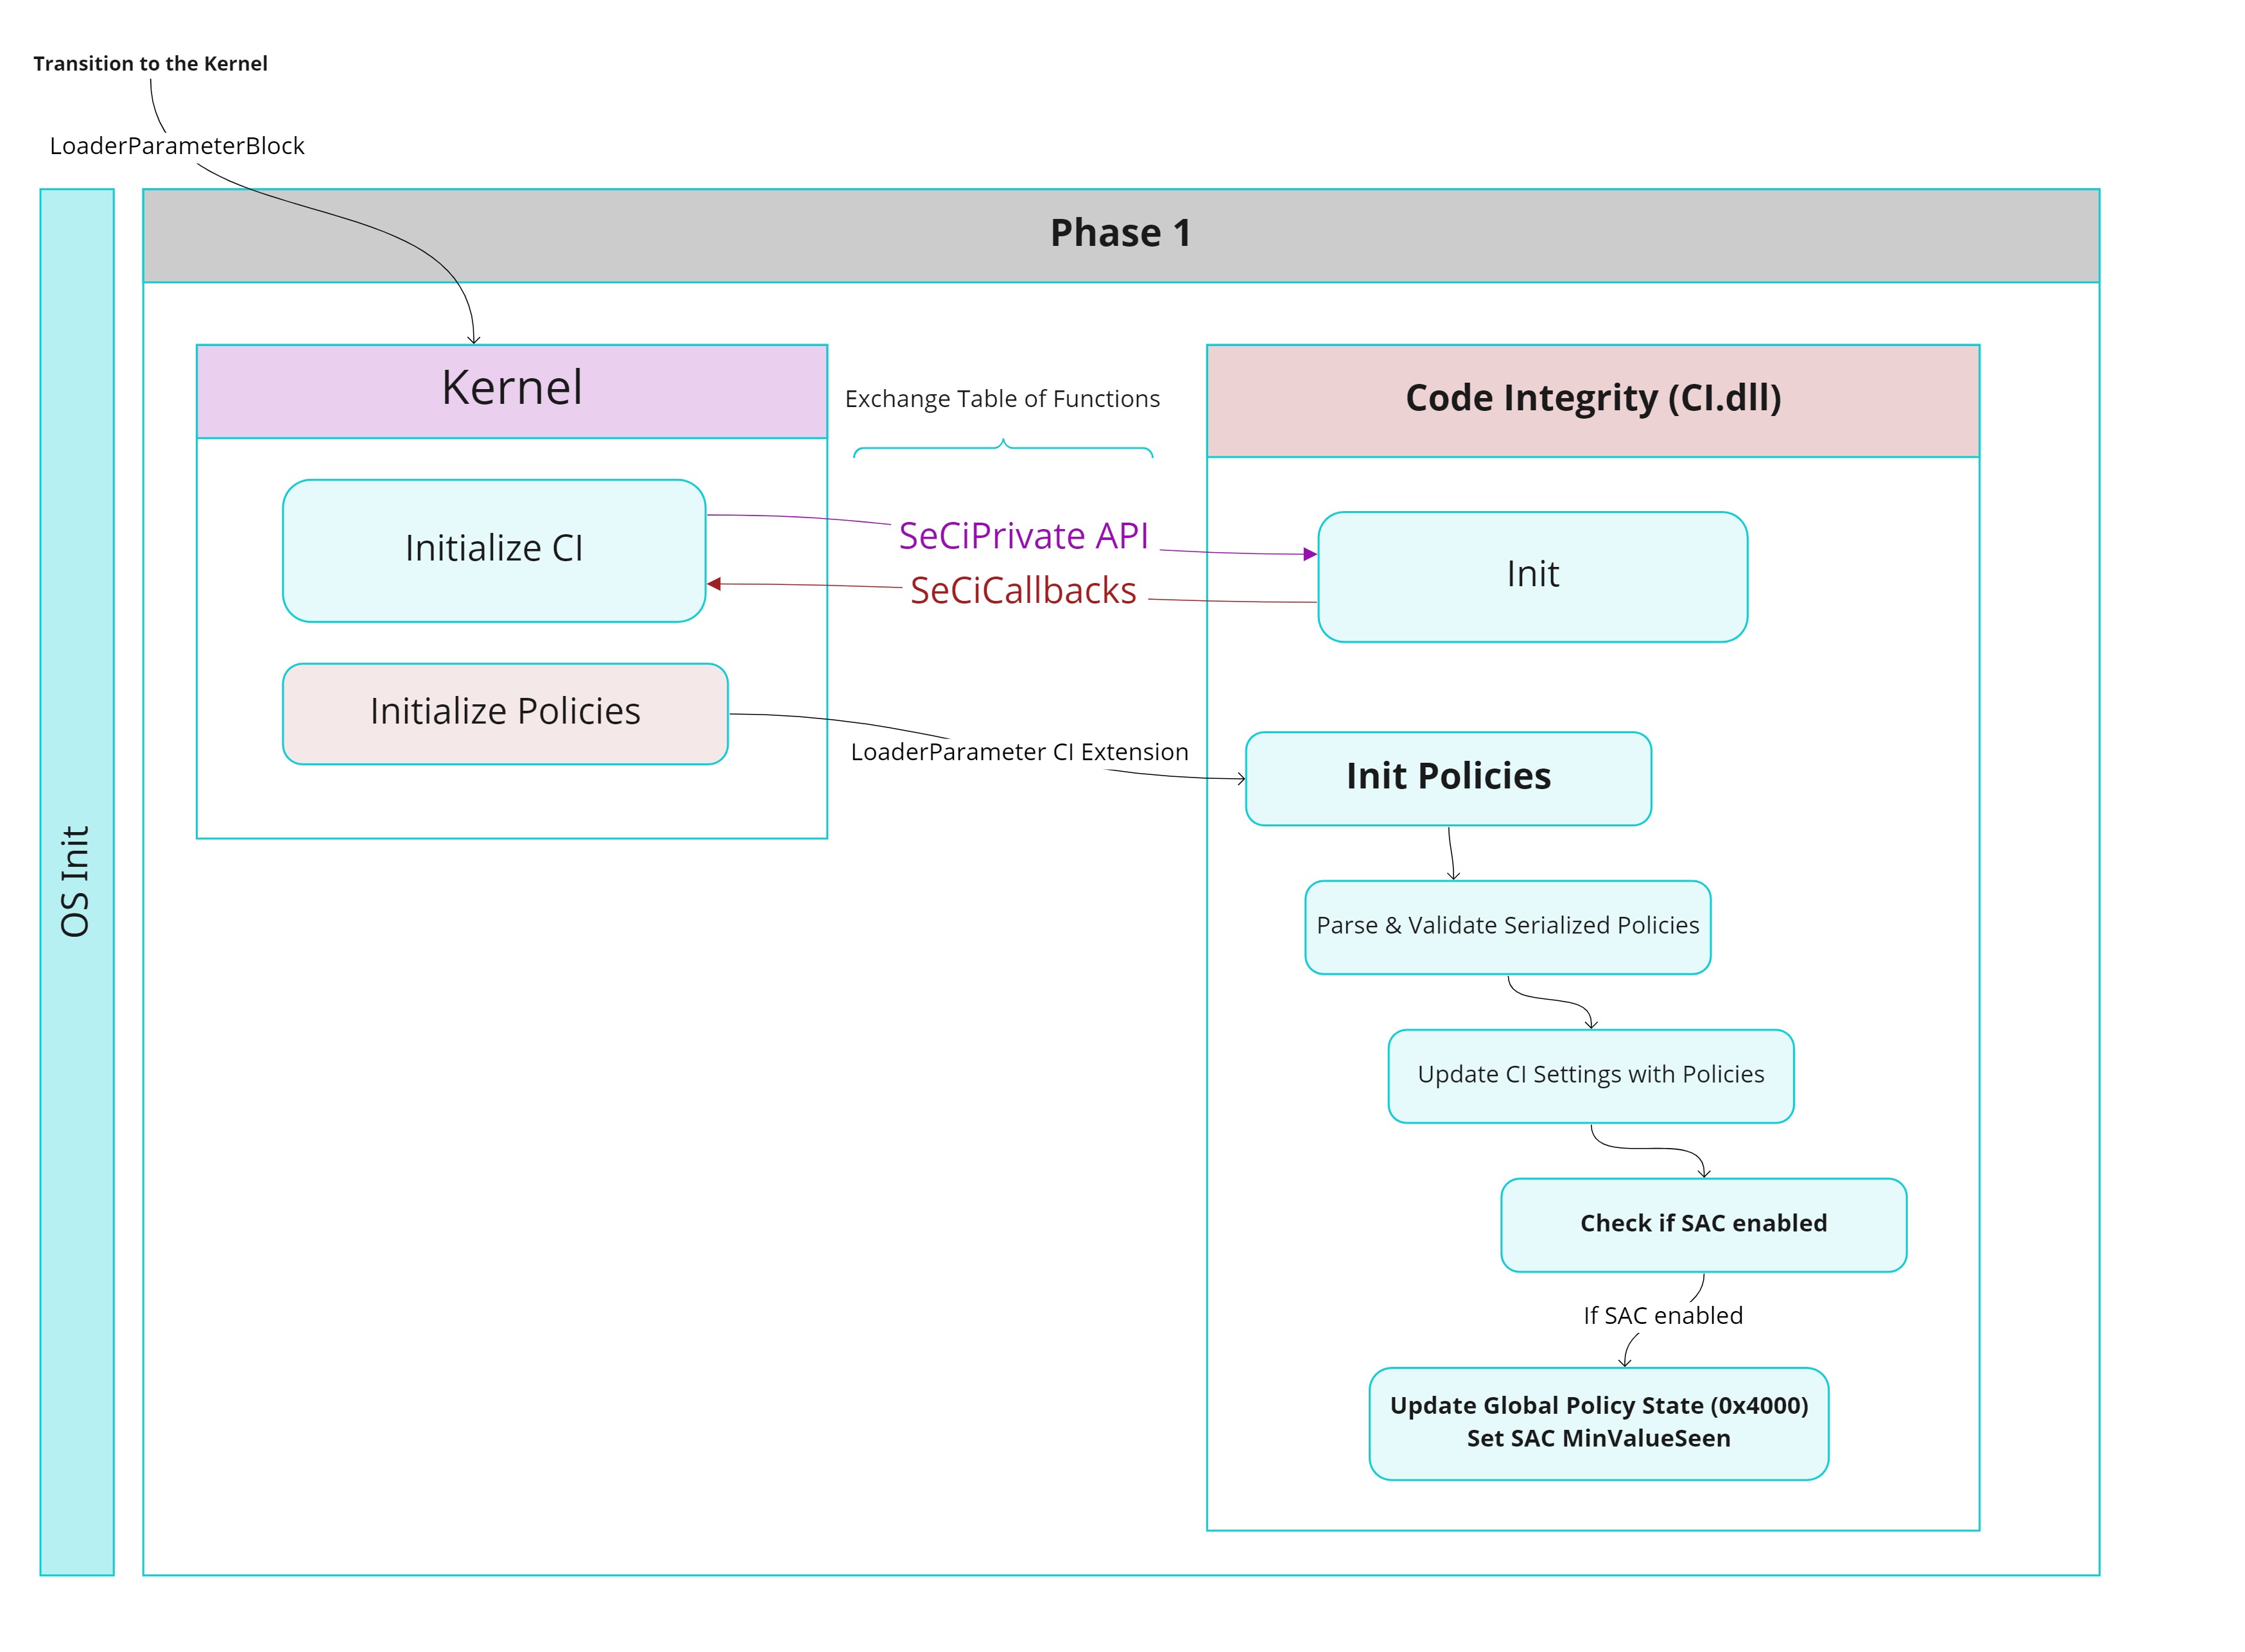 Transition to the Kernel
LoaderParameterBlock
Phase 1
OS Init
Kernel
Exchange Table of Functions
Code Integrity (CI.dll)
Initialize CI
SeCiPrivate API
SeCiCallbacks
Init
Initialize Policies
LoaderParameter CI Extension
Init Policies
Parse & Validate Serialized Policies
Update CI Settings with Policies
Check if SAC enabled
If SAC enabled
Update Global Policy State (0x4000)
Set SAC MinValueSeen